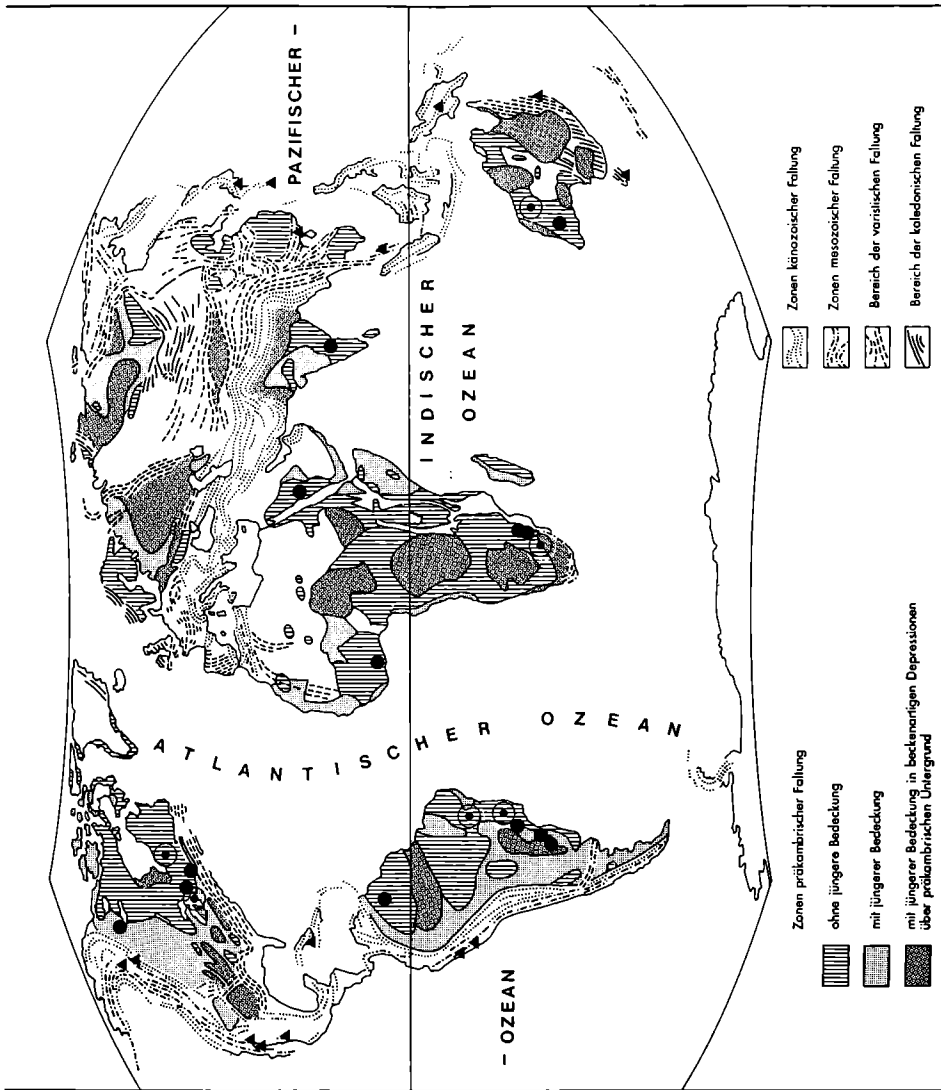 PAZIFISCHER –
INDISCHER
OZEAN
ATLANTISCHER OZEAN
– OZEAN
Zonen präkambrischer Faltung
ohne jüngere Bedeckung
mit jüngerer Bedeckung
mit jüngerer Bedeckung in beckenartigen Depressionen
über präkambrischen Untergrund
Zonen känozoischer Faltung
Zonen mesozoischer Faltung
Bereich der variskischen Faltung
Bereich der kaledonischen Faltung